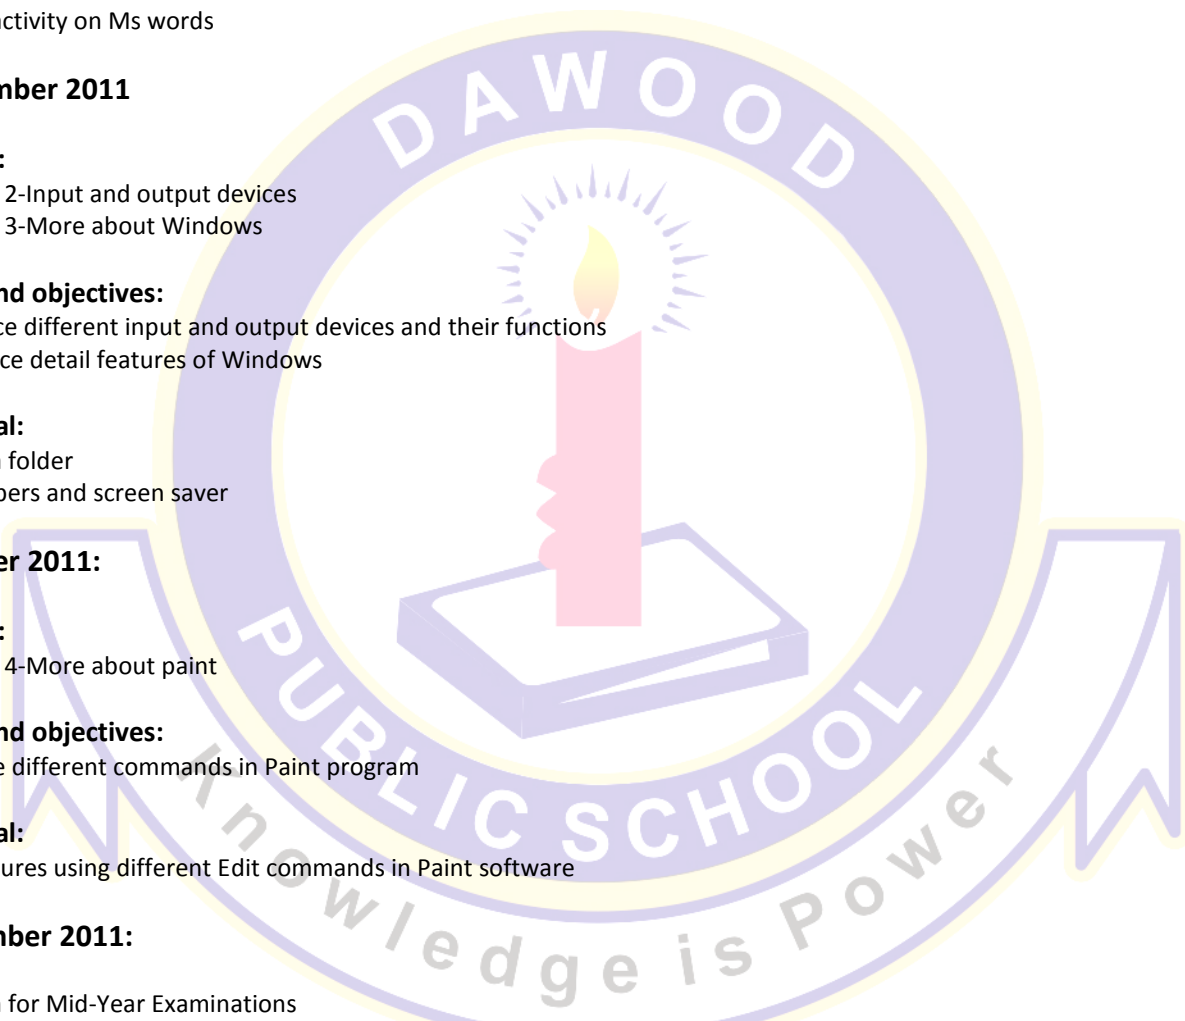 activity on Ms words
mber 2011
:
2-Input and output devices
3-More about Windows
nd objectives:
ce different input and output devices and their functions
ce detail features of Windows
al:
folder
pers and screen saver
er 2011:
:
4-More about paint
nd objectives:
e different commands in Paint program
al:
ures using different Edit commands in Paint software
nber 2011:
for Mid-Year Examinations
DAWOOD
PUBLIC SCHOOL
Knowledge is Power